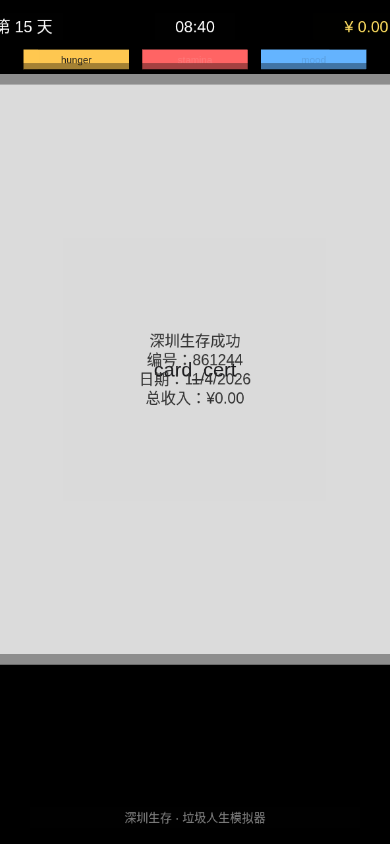 第 15 天
08:40
¥ 0.00
hunger
深圳生存成功
编号：861244
card_cert
日期：11/4/2026
总收入：¥0.00
深圳生存 · 垃圾人生模拟器